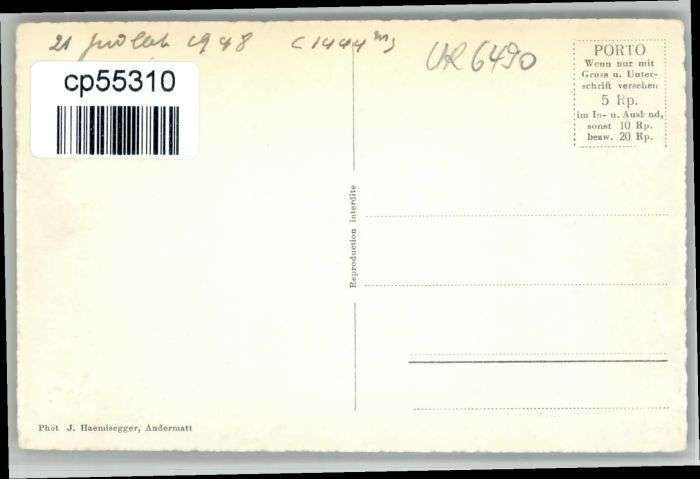 21 juillet 1948 (1444 m)
UR 6490
cp55310
PORTO
Wenn nur mit
Gruss u. Unter-
schrift versehen
5 Rp.
im In- u. Ausland,
sonst 10 Rp.
bezw. 20 Rp.
Reproduction interdite
Phot J. Haemisegger, Andermatt